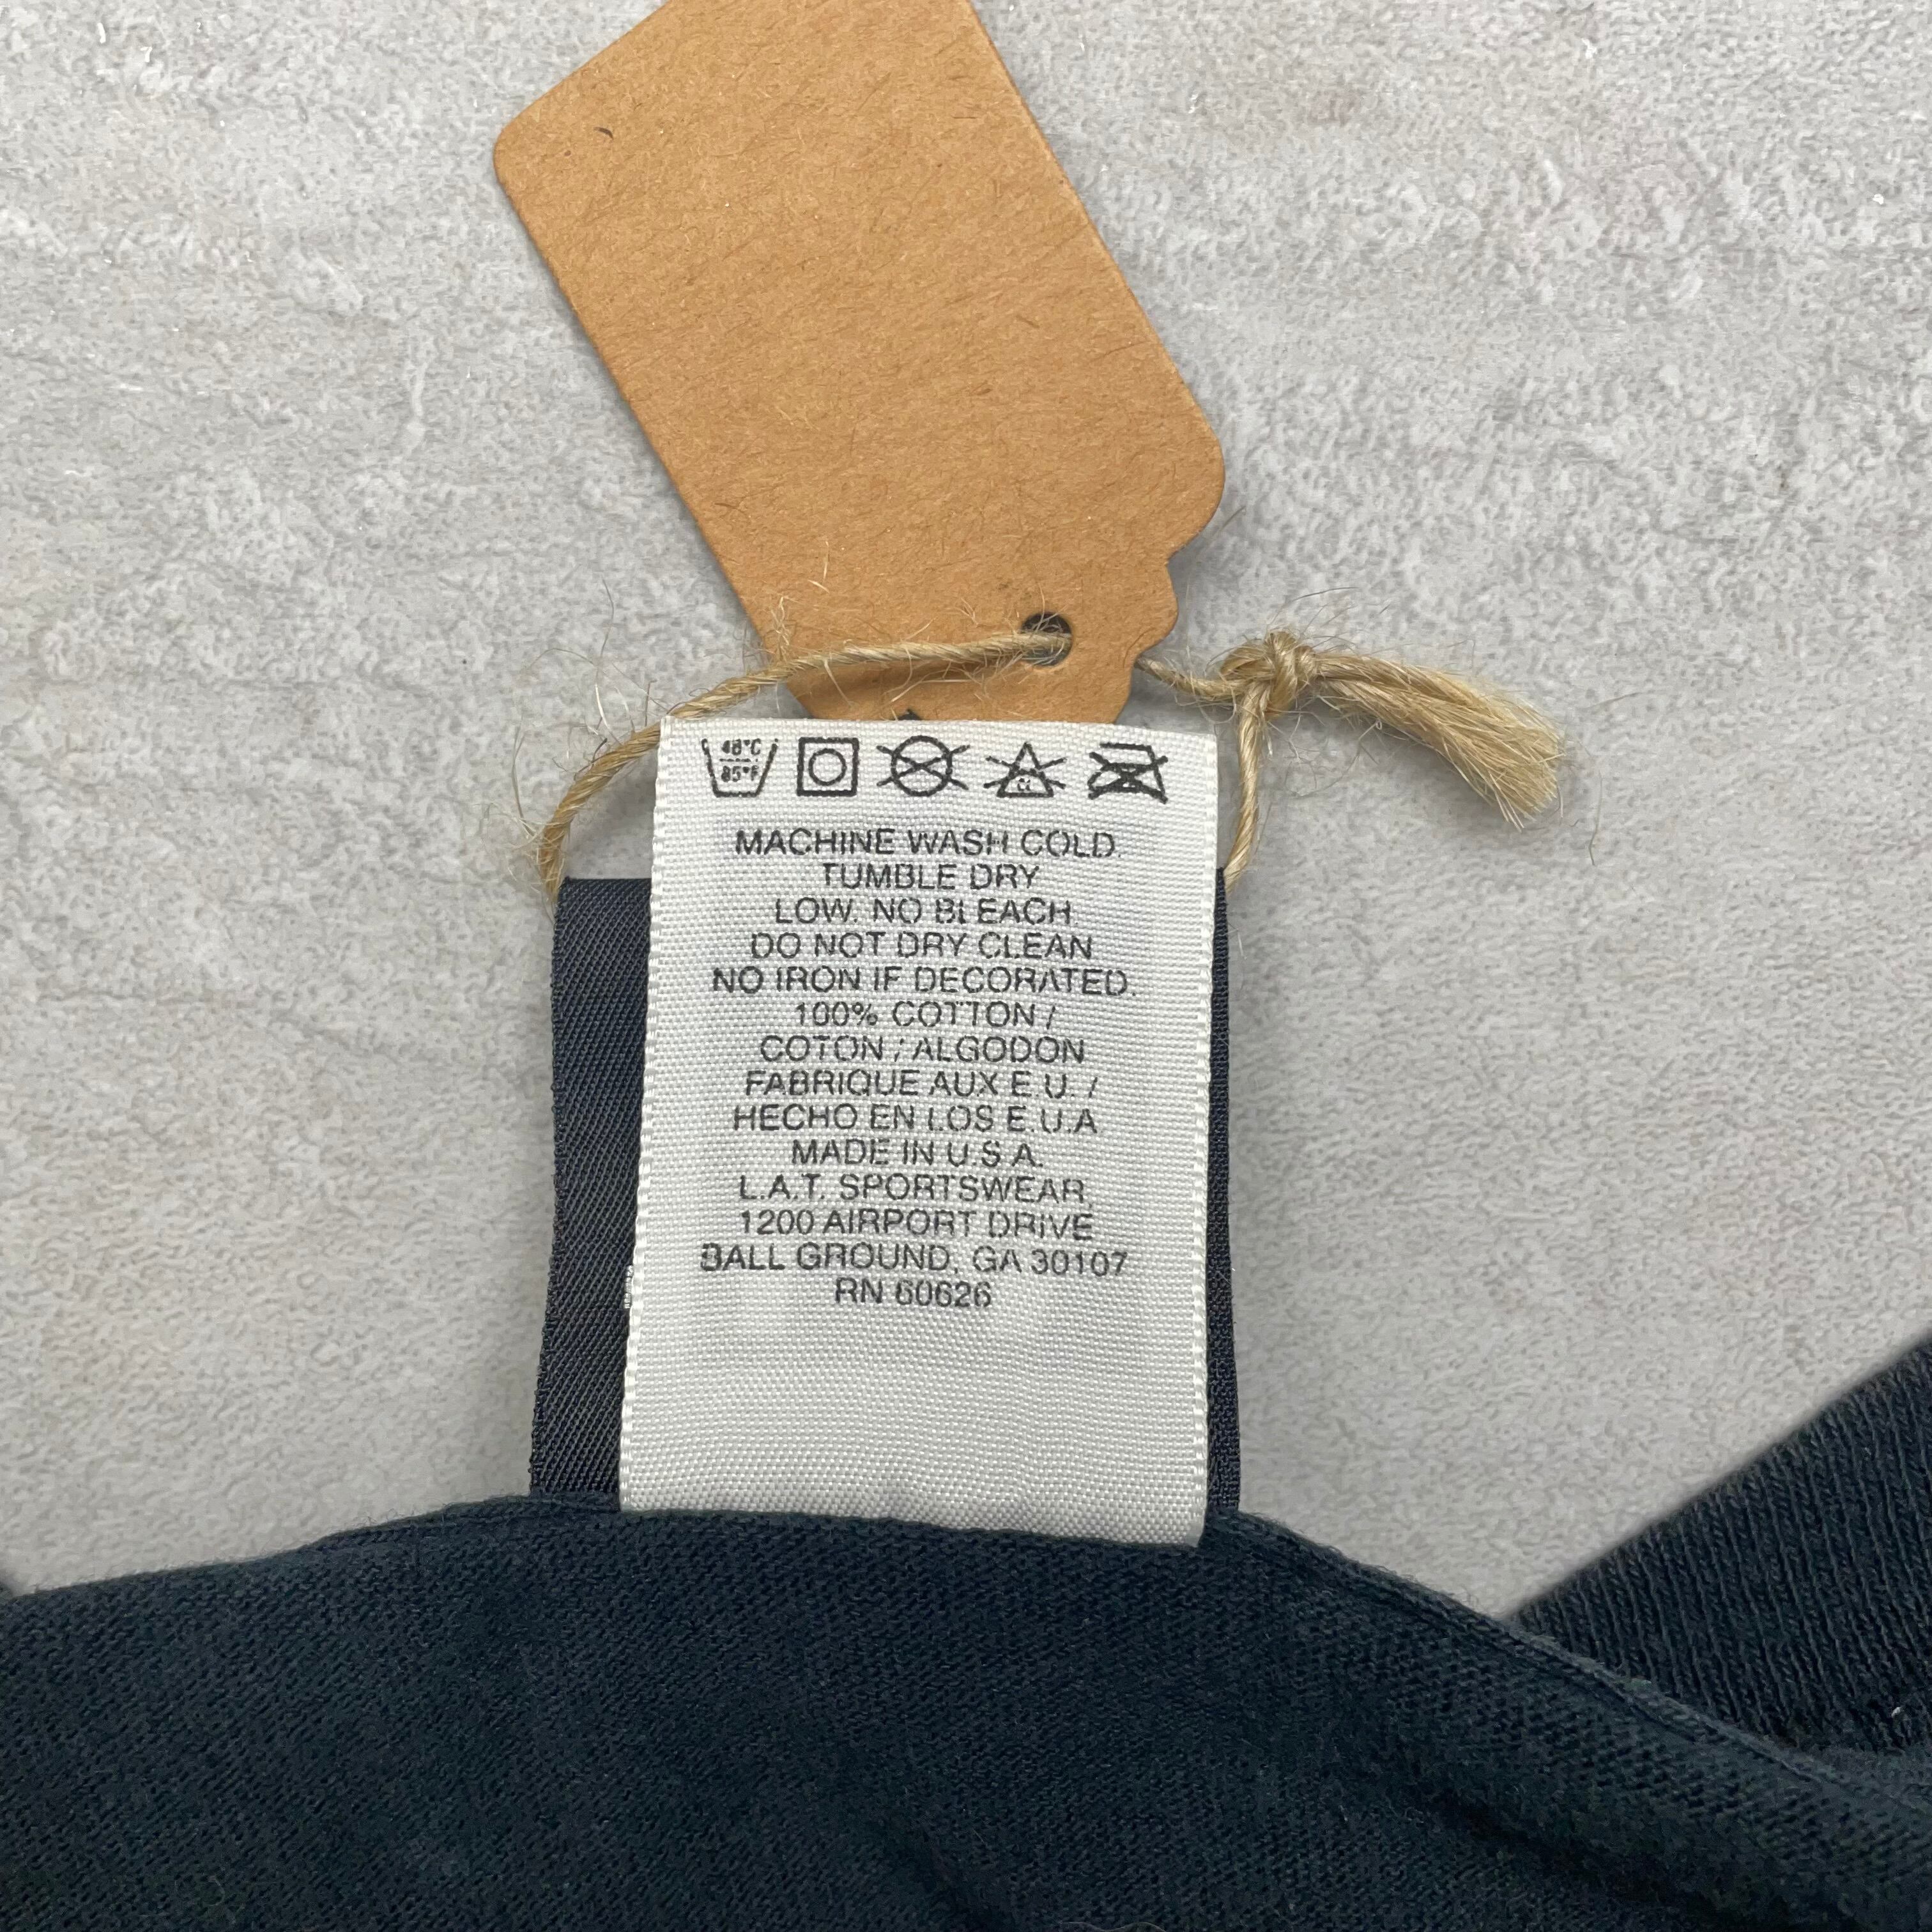 48°C
85°F
CL
MACHINE WASH COLD.
TUMBLE DRY
LOW. NO BLEACH
DO NOT DRY CLEAN
NO IRON IF DECORATED.
100% COTTON /
COTON / ALGODON
FABRIQUE AUX E.U. /
HECHO EN LOS E.U.A
MADE IN U.S.A.
L.A.T. SPORTSWEAR,
1200 AIRPORT DRIVE
BALL GROUND, GA 30107
RN 60626